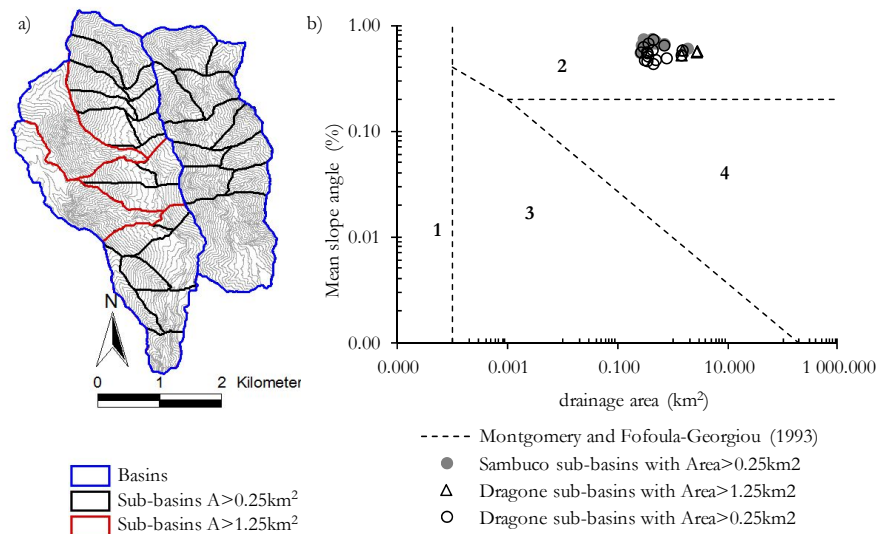 a)
N
0 1 2 Kilometer
Basins
Sub-basins A>0.25km²
Sub-basins A>1.25km²
b)
Mean slope angle (%)
1.00
0.10
0.01
0.00
1
2
3
4
0.000 0.001 0.100 10.000 1 000.000
drainage area (km²)
Montgomery and Fofoula-Georgiou (1993)
Sambuco sub-basins with Area>0.25km2
Dragone sub-basins with Area>1.25km2
Dragone sub-basins with Area>0.25km2